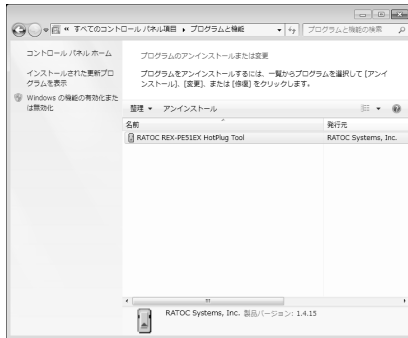 « すべてのコントロール パネル項目 ▸ プログラムと機能
プログラムと機能の検索
コントロール パネル ホーム
インストールされた更新プロ
グラムを表示
Windows の機能の有効化また
は無効化
プログラムのアンインストールまたは変更
プログラムをアンインストールするには、一覧からプログラムを選択して [アンイ
ンストール]、[変更]、または [修復] をクリックします。
整理 ▾ アンインストール
名前 発行元
RATOC REX-PE51EX HotPlug Tool RATOC Systems, Inc.
RATOC Systems, Inc. 製品バージョン: 1.4.15